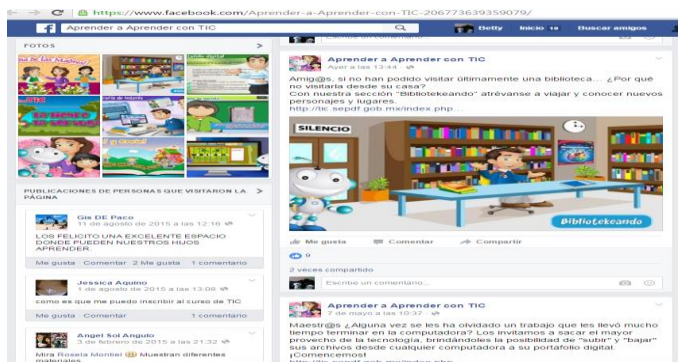 https://www.facebook.com/Aprender-a-Aprender-con-TIC-206773639359079/
Aprender a Aprender con TIC
Betty Inicio 19 Buscar amigos
FOTOS
PUBLICACIONES DE PERSONAS QUE VISITARON LA PÁGINA
Gis DE Paco
11 de agosto de 2015 a las 12:16
LOS FELICITO UNA EXCELENTE ESPACIO
DONDE PUEDEN NUESTROS HIJOS
APRENDER.
Me gusta Comentar 2 Me gusta 1 comentario
Jessica Aquino
1 de agosto de 2015 a las 13:08
como es que me puedo inscribir al curso de TIC
Me gusta Comentar 1 comentario
Angel Sol Angulo
3 de febrero de 2015 a las 21:32
Mira Rosela Montiel Muestran diferentes
materiales
Aprender a Aprender con TIC
Ayer a las 13:44
Amig@s, si no han podido visitar últimamente una biblioteca... ¿Por qué
no visitarla desde su casa?
Con nuestra sección "Bibliotekeando" atrévanse a viajar y conocer nuevos
personajes y lugares.
http://tic.sepdf.gob.mx/index.php...
SILENCIO
Bibliotekeando
Me gusta Comentar Compartir
9
2 veces compartido
Escribe un comentario...
Aprender a Aprender con TIC
7 de mayo a las 10:37
Maestr@s ¿Alguna vez se les ha olvidado un trabajo que les llevó mucho
tiempo terminar en la computadora? Los invitamos a sacar el mayor
provecho de la tecnología, brindándoles la posibilidad de "subir" y "bajar"
sus archivos desde cualquier computadora a su portafolio digital.
¡Comencemos!